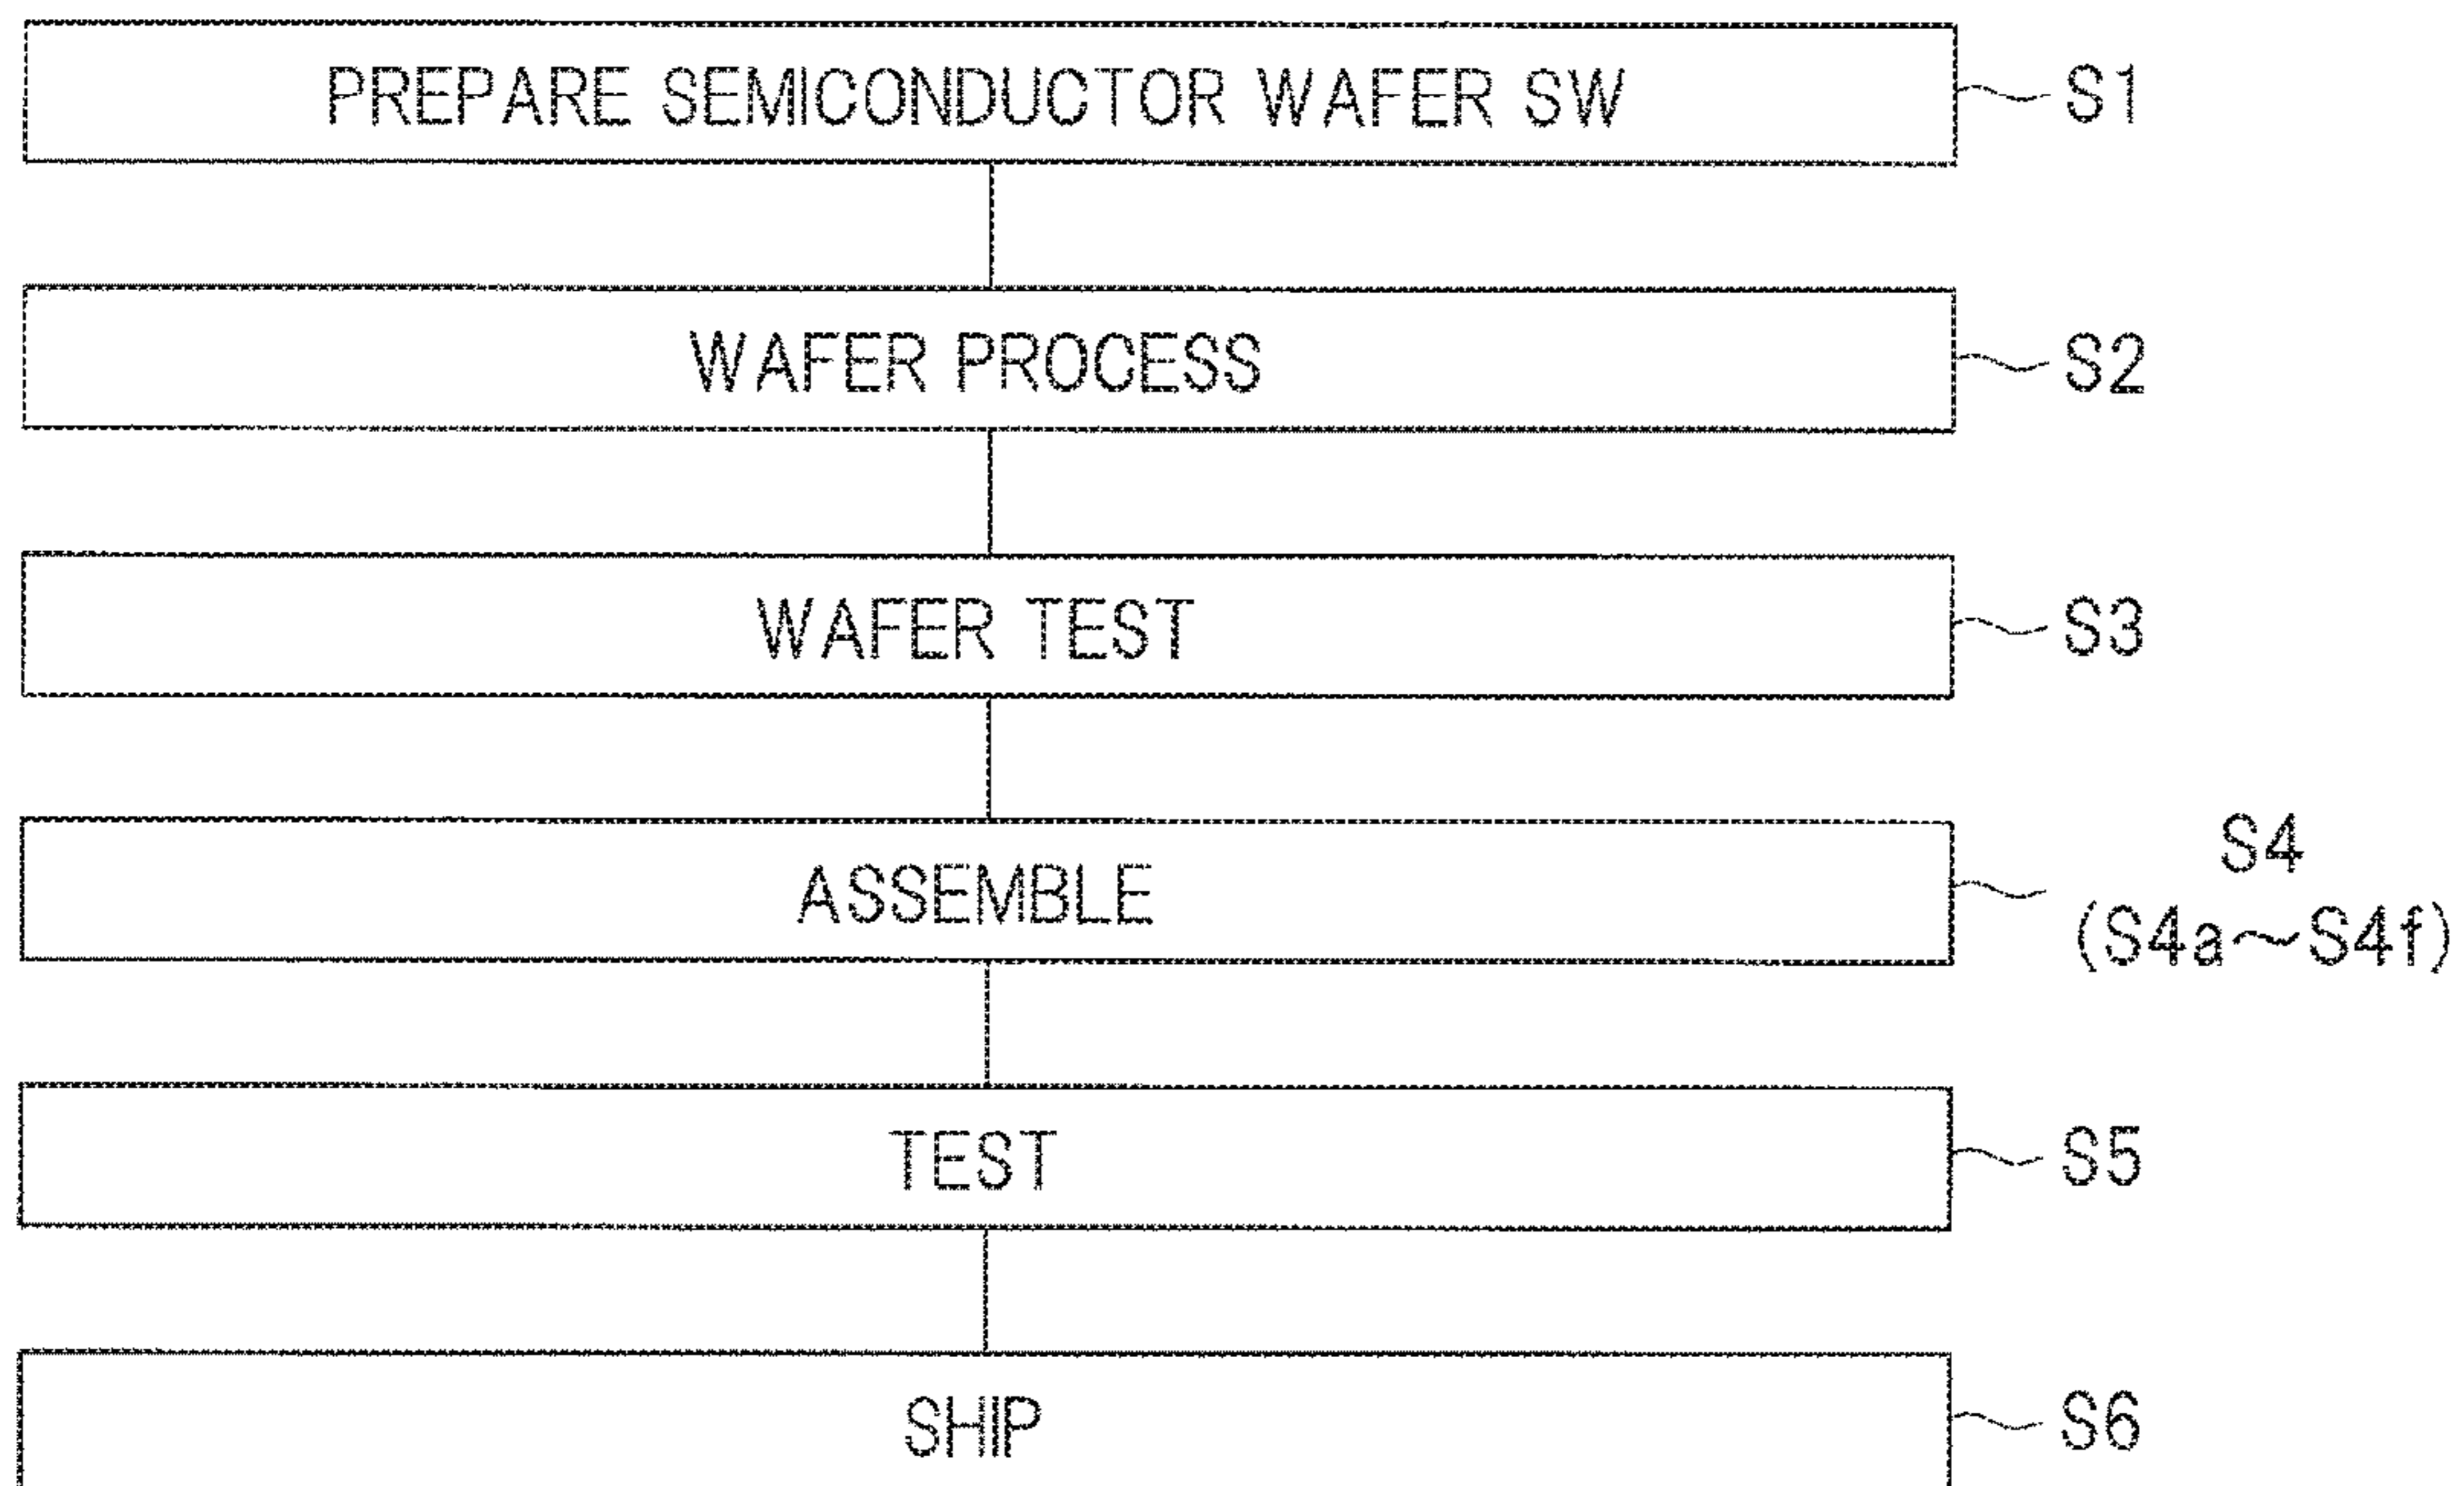 PREPARE SEMICONDUCTOR WAFER SW S1
WAFER PROCESS S2
WAFER TEST S3
ASSEMBLE S4
(S4a~S4f)
TEST S5
SHIP S6